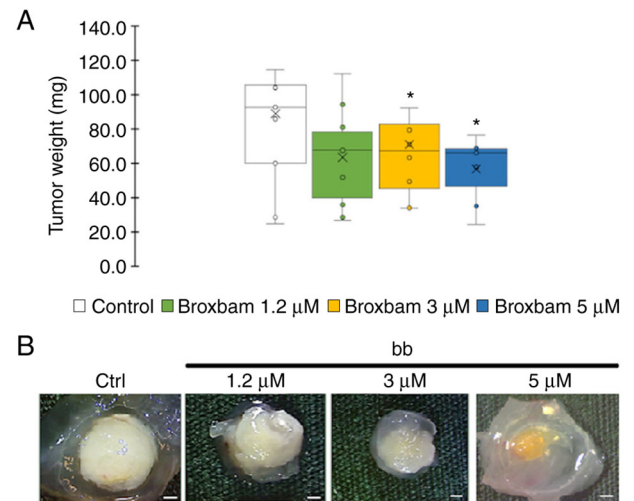 A
Tumor weight (mg)
140.0
120.0
100.0
80.0
60.0
40.0
20.0
0.0
*
*
Control Broxbam 1.2 μM Broxbam 3 μM Broxbam 5 μM
B
bb
Ctrl 1.2 μM 3 μM 5 μM